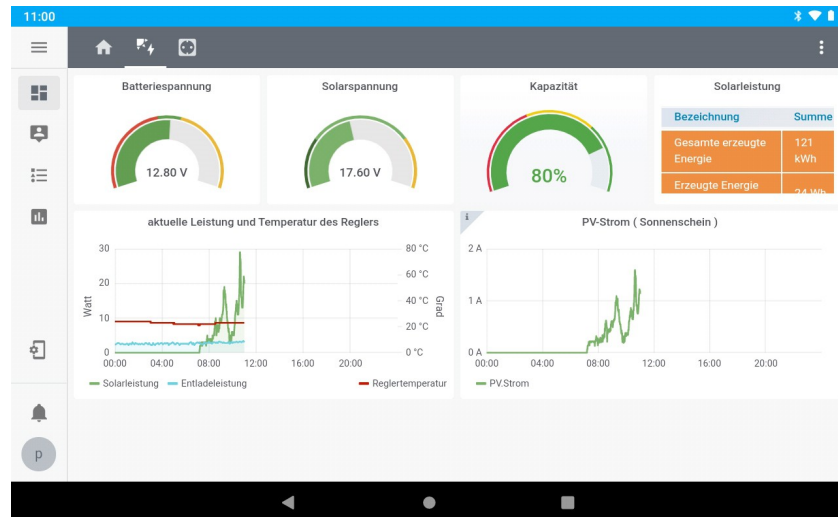 11:00
Batteriespannung
12.80 V
Solarspannung
17.60 V
Kapazität
80%
Solarleistung
Bezeichnung Summe
Gesamte erzeugte 121
Energie kWh
Erzeugte Energie 24 Wh
aktuelle Leistung und Temperatur des Reglers
30 80 °C
60 °C
20
Watt 40 °C Grad
10 20 °C
0 0 °C
00:00 04:00 08:00 12:00 16:00 20:00
Solarleistung Entladeleistung Reglertemperatur
i
PV-Strom ( Sonnenschein )
2 A
1 A
0 A
00:00 04:00 08:00 12:00 16:00 20:00
PV.Strom
p